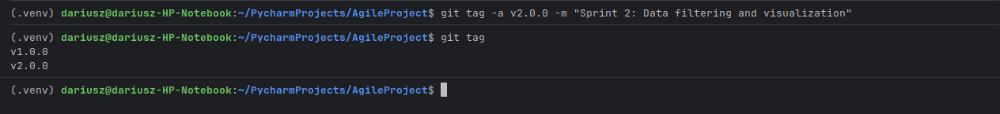 (.venv) dariusz@dariusz-HP-Notebook:~/PycharmProjects/AgileProject$ git tag -a v2.0.0 -m "Sprint 2: Data filtering and visualization"
(.venv) dariusz@dariusz-HP-Notebook:~/PycharmProjects/AgileProject$ git tag
v1.0.0
v2.0.0
(.venv) dariusz@dariusz-HP-Notebook:~/PycharmProjects/AgileProject$